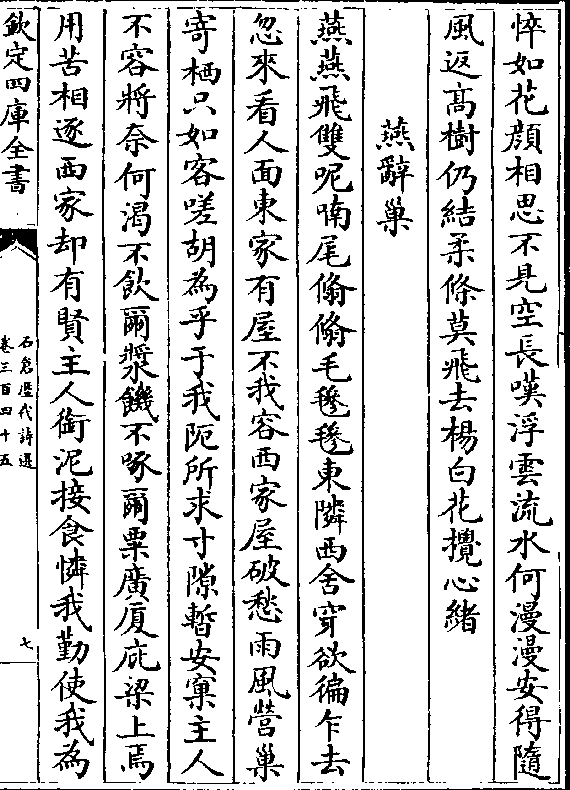 悴如花顔相思不見空長嘆浮雲流水何漫漫安得隨
風返髙樹仍結柔條莫飛去楊白花攪心緒
燕辭巢
燕燕飛雙呢喃尾翛翛毛毵毵東隣西舍穿欲徧乍去
忽來看人面東家有屋不我容西家屋破愁雨風營巢
寄栖只如客嗟胡為乎于我阨所求寸隙暫安窠主人
不容將奈何渴不飲爾漿饑不啄爾粟廣厦庇梁上焉
用苦相逐西家却有賢主人銜泥接食憐我勤使我為
欽定四庫全書
石倉歴代詩選
卷三百四十五
七